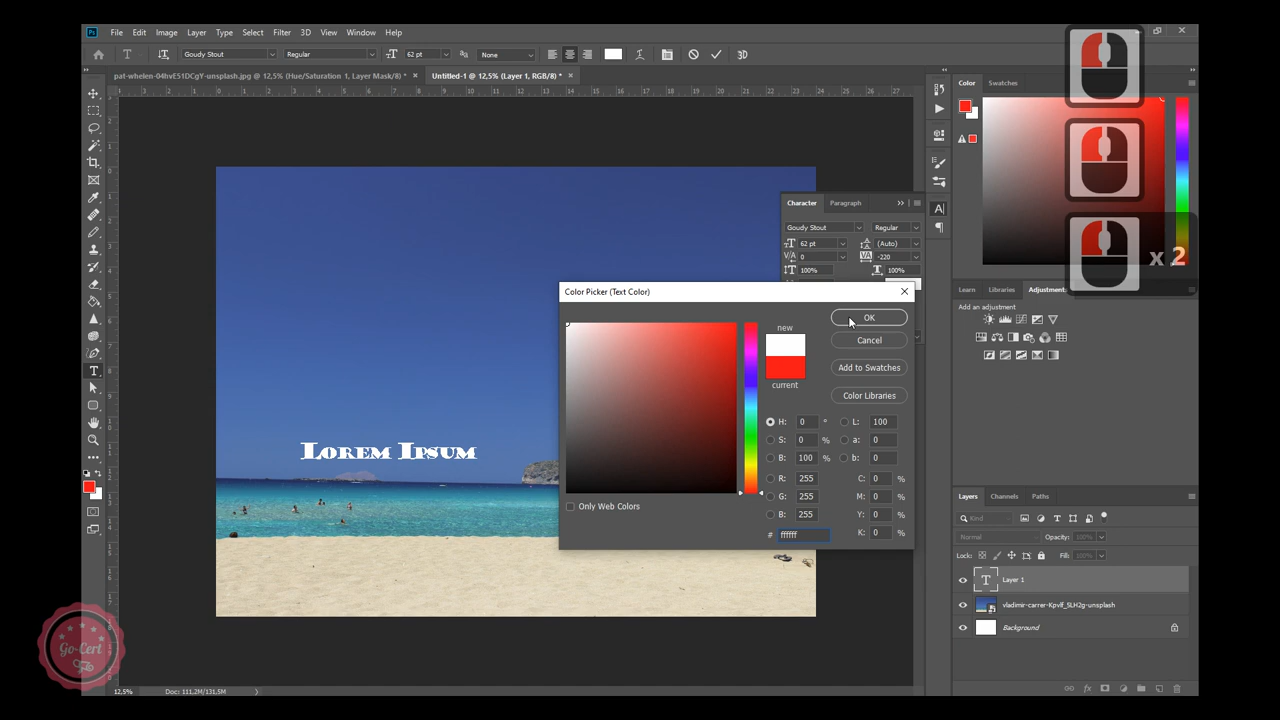 File Edit Image Layer Type Select Filter 3D View Window Help
Goudy Stout Regular 62 pt None 3D
pat-whelen-04hvE51DCgY-unsplash.jpg @ 12,5% (Hue/Saturation 1, Layer Mask/8) * × Untitled-1 @ 12,5% (Layer 1, RGB/8) * ×
Color Swatches
x 2
Character Paragraph
Goudy Stout Regular
62 pt (Auto)
0 -220
100% 100%
Learn Libraries Adjustments
Add an adjustment
Color Picker (Text Color)
new
current
OK
Cancel
Add to Swatches
Color Libraries
H: 0 ° L: 100
S: 0 % a: 0
B: 100 % b: 0
R: 255 C: 0 %
G: 255 M: 0 %
B: 255 Y: 0 %
# ffffff K: 0 %
Only Web Colors
Lorem Ipsum
Layers Channels Paths
Kind
Normal Opacity: 100%
Lock: Fill: 100%
Layer 1
vladimir-carrer-Kpvlf_5LH2g-unsplash
Background
Go-Cert
12,5% Doc: 111,2M/131,5M